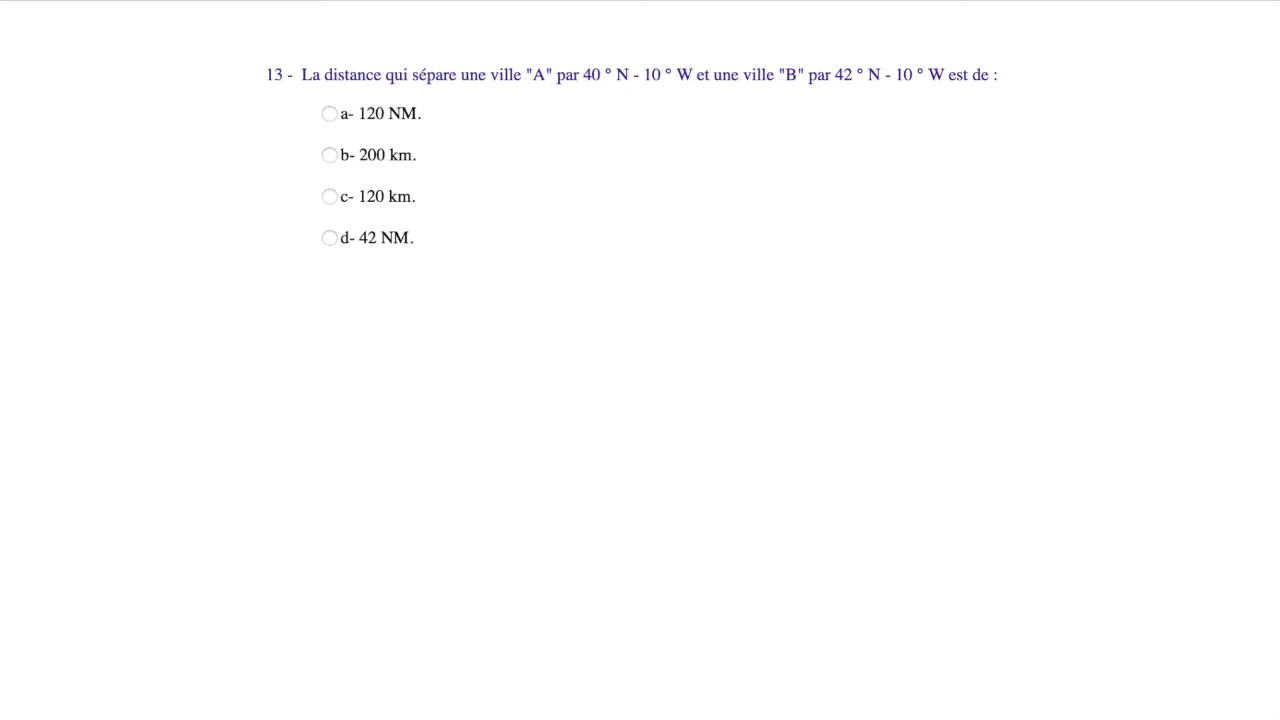 13 - La distance qui sépare une ville "A" par 40 ° N - 10 ° W et une ville "B" par 42 ° N - 10 ° W est de :
a- 120 NM.
b- 200 km.
c- 120 km.
d- 42 NM.